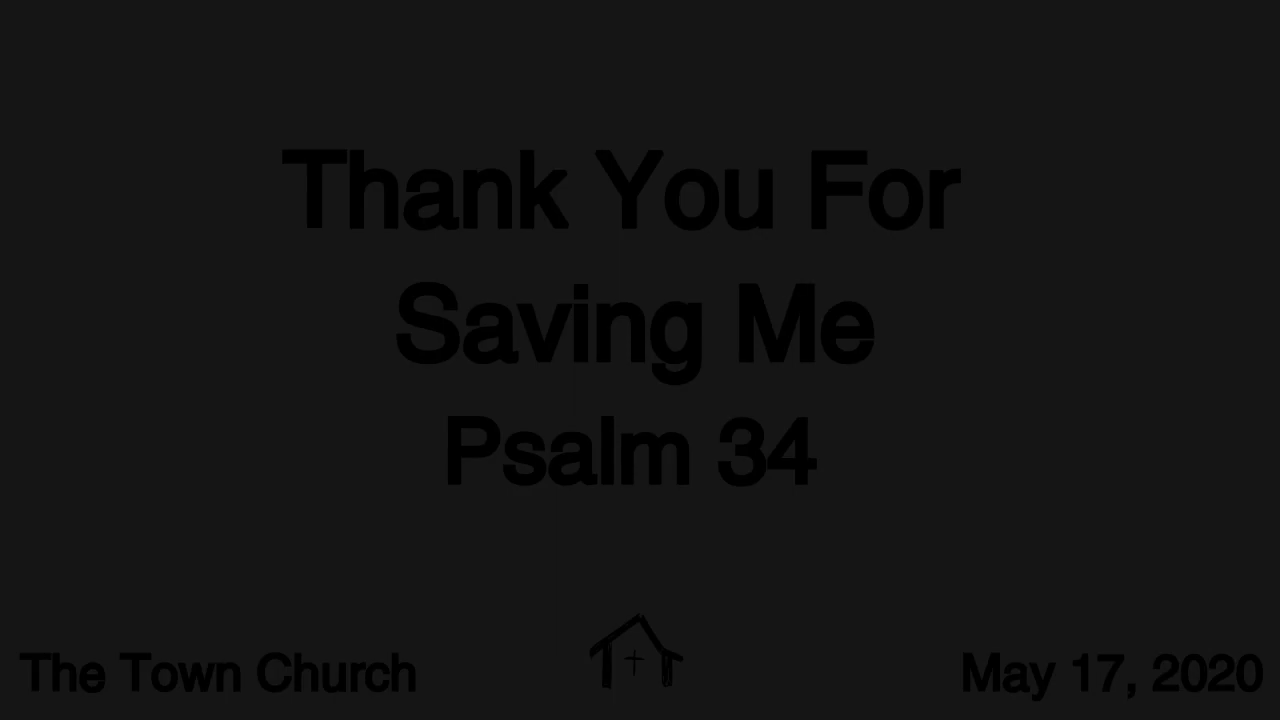 Thank You For
Saving Me
Psalm 34
The Town Church
May 17, 2020